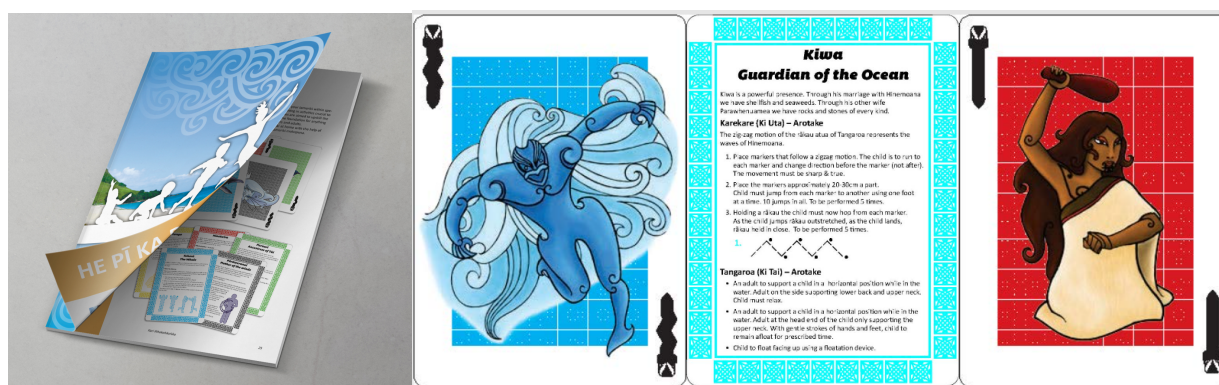 HE PĪ KA
Kiwa
Guardian of the Ocean
Kiwa is a powerful presence. Through his marriage with Hinemoana
we have shellfish and seaweeds. Through his other wife
Parawhenuamea we have rocks and stones of every kind.
Karekare (Ki Uta) – Arotake
The zig-zag motion of the rākau atua of Tangaroa represents the
waves of Hinemoana.
1. Place markers that follow a zigzag motion. The child is to run to
each marker and change direction before the marker (not after).
The movement must be sharp & true.
2. Place the markers approximately 20-30cm a part.
Child must jump from each marker to another using one foot
at a time. 10 jumps in all. To be performed 5 times.
3. Holding a rākau the child must now hop from each marker.
As the child jumps rākau outstretched, as the child lands,
rākau held in close. To be performed 5 times.
1.
Tangaroa (Ki Tai) – Arotake
• An adult to support a child in a horizontal position while in the
water. Adult on the side supporting lower back and upper neck.
Child must relax.
• An adult to support a child in a horizontal position while in the
water. Adult at the head end of the child only supporting the
upper neck. With gentle strokes of hands and feet, child to
remain afloat for prescribed time.
• Child to float facing up using a floatation device.